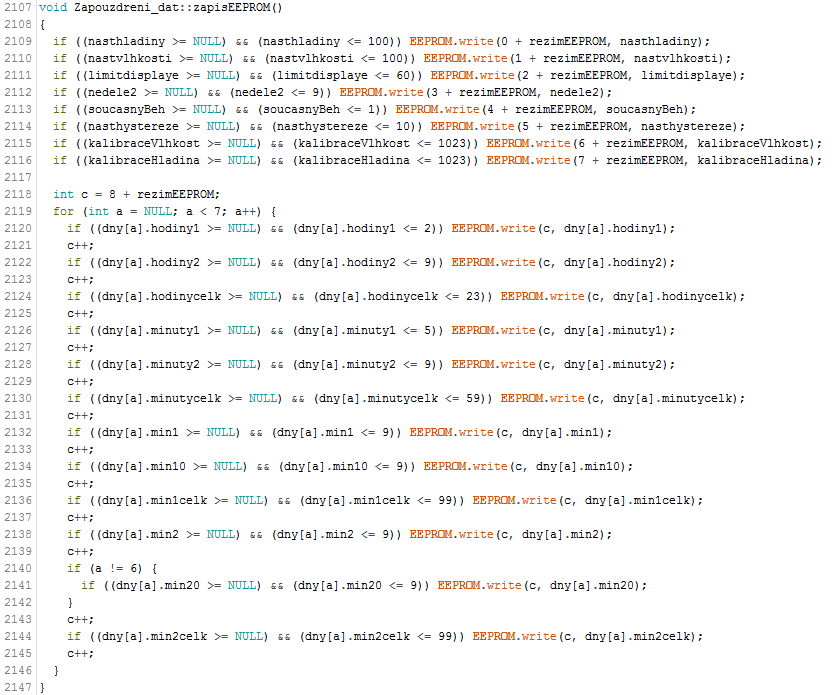 2107 void Zapouzdreni_dat::zapisEEPROM()
2108 {
2109   if ((nasthladiny >= NULL) && (nasthladiny <= 100)) EEPROM.write(0 + rezimEEPROM, nasthladiny);
2110   if ((nastvlhkosti >= NULL) && (nastvlhkosti <= 100)) EEPROM.write(1 + rezimEEPROM, nastvlhkosti);
2111   if ((limitdisplaye >= NULL) && (limitdisplaye <= 60)) EEPROM.write(2 + rezimEEPROM, limitdisplaye);
2112   if ((nedele2 >= NULL) && (nedele2 <= 9)) EEPROM.write(3 + rezimEEPROM, nedele2);
2113   if ((soucasnyBeh >= NULL) && (soucasnyBeh <= 1)) EEPROM.write(4 + rezimEEPROM, soucasnyBeh);
2114   if ((nasthystereze >= NULL) && (nasthystereze <= 10)) EEPROM.write(5 + rezimEEPROM, nasthystereze);
2115   if ((kalibraceVlhkost >= NULL) && (kalibraceVlhkost <= 1023)) EEPROM.write(6 + rezimEEPROM, kalibraceVlhkost);
2116   if ((kalibraceHladina >= NULL) && (kalibraceHladina <= 1023)) EEPROM.write(7 + rezimEEPROM, kalibraceHladina);
2117
2118   int c = 8 + rezimEEPROM;
2119   for (int a = NULL; a < 7; a++) {
2120     if ((dny[a].hodiny1 >= NULL) && (dny[a].hodiny1 <= 2)) EEPROM.write(c, dny[a].hodiny1);
2121     c++;
2122     if ((dny[a].hodiny2 >= NULL) && (dny[a].hodiny2 <= 9)) EEPROM.write(c, dny[a].hodiny2);
2123     c++;
2124     if ((dny[a].hodinycelk >= NULL) && (dny[a].hodinycelk <= 23)) EEPROM.write(c, dny[a].hodinycelk);
2125     c++;
2126     if ((dny[a].minuty1 >= NULL) && (dny[a].minuty1 <= 5)) EEPROM.write(c, dny[a].minuty1);
2127     c++;
2128     if ((dny[a].minuty2 >= NULL) && (dny[a].minuty2 <= 9)) EEPROM.write(c, dny[a].minuty2);
2129     c++;
2130     if ((dny[a].minutycelk >= NULL) && (dny[a].minutycelk <= 59)) EEPROM.write(c, dny[a].minutycelk);
2131     c++;
2132     if ((dny[a].min1 >= NULL) && (dny[a].min1 <= 9)) EEPROM.write(c, dny[a].min1);
2133     c++;
2134     if ((dny[a].min10 >= NULL) && (dny[a].min10 <= 9)) EEPROM.write(c, dny[a].min10);
2135     c++;
2136     if ((dny[a].min1celk >= NULL) && (dny[a].min1celk <= 99)) EEPROM.write(c, dny[a].min1celk);
2137     c++;
2138     if ((dny[a].min2 >= NULL) && (dny[a].min2 <= 9)) EEPROM.write(c, dny[a].min2);
2139     c++;
2140     if (a != 6) {
2141       if ((dny[a].min20 >= NULL) && (dny[a].min20 <= 9)) EEPROM.write(c, dny[a].min20);
2142     }
2143     c++;
2144     if ((dny[a].min2celk >= NULL) && (dny[a].min2celk <= 99)) EEPROM.write(c, dny[a].min2celk);
2145     c++;
2146   }
2147 }